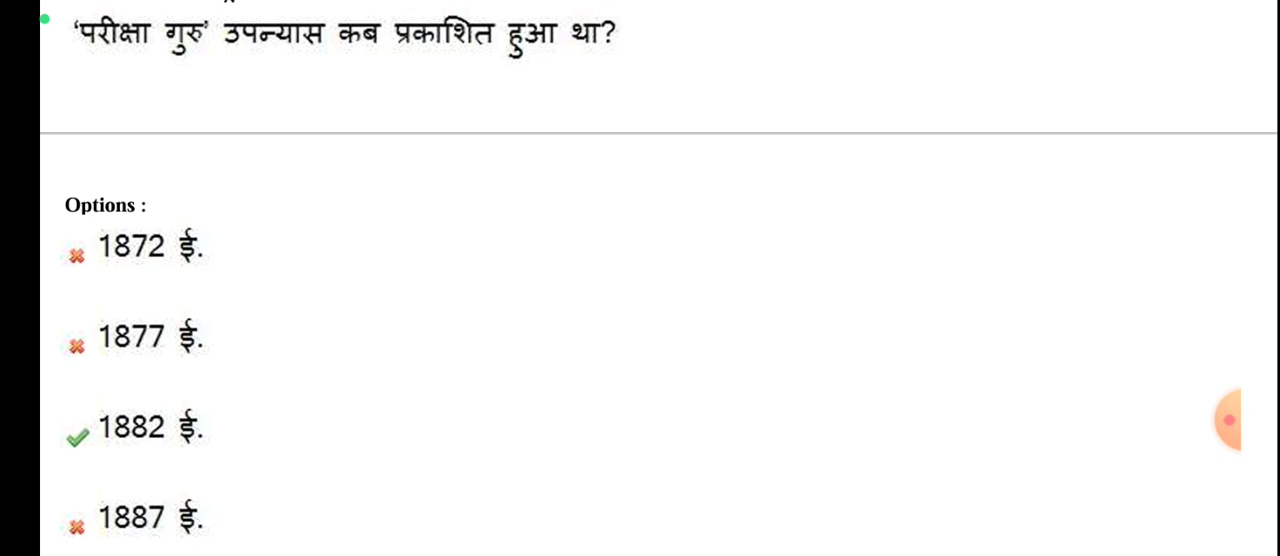 ‘परीक्षा गुरु’ उपन्यास कब प्रकाशित हुआ था?
Options :
1872 ई.
1877 ई.
1882 ई.
1887 ई.